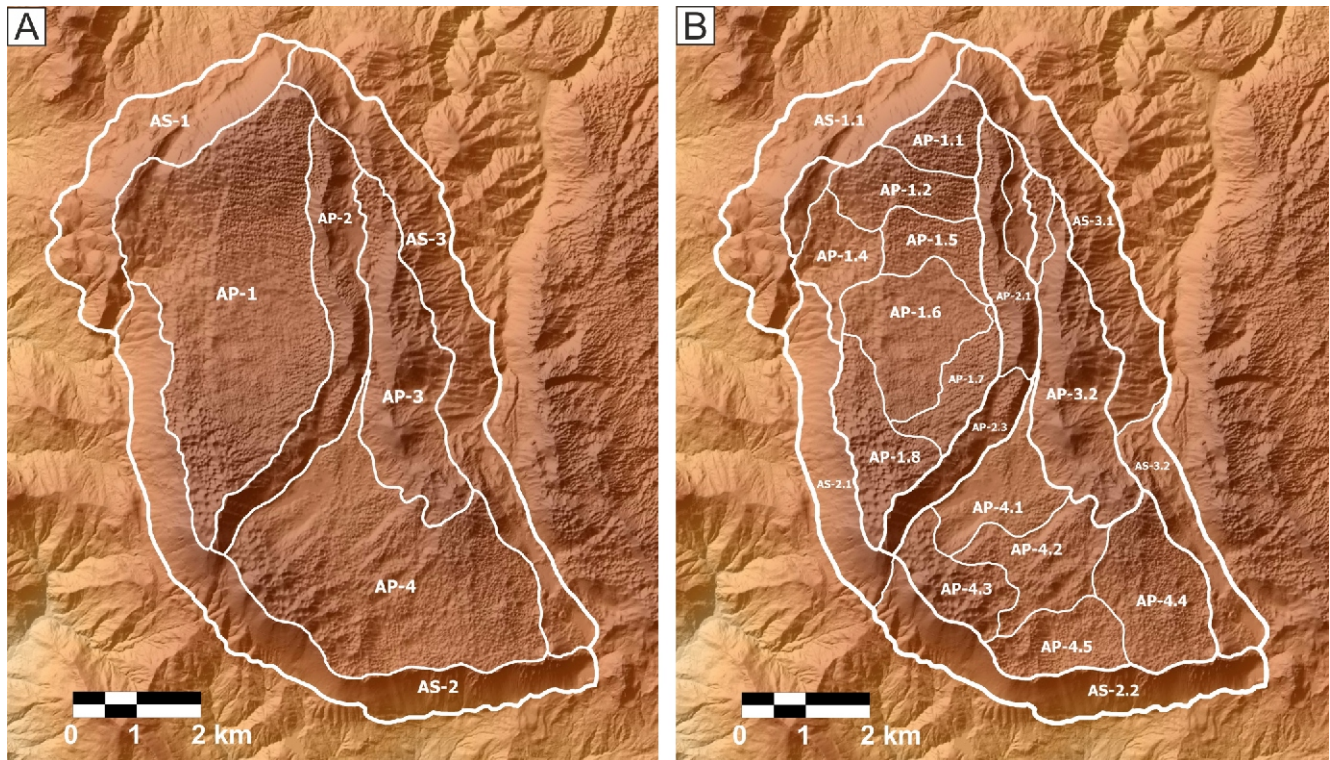 A
AS-1
AP-2
AS-3
AP-1
AP-3
AP-4
AS-2
0 1 2 km
B
AS-1.1
AP-1.1
AP-1.2
AS-3.1
AP-1.5
AP-1.4
AP-2.1
AP-1.6
AP-1.7
AP-3.2
AP-2.3
AP-1.8
AS-3.2
AS-2.1
AP-4.1
AP-4.2
AP-4.3
AP-4.4
AP-4.5
AS-2.2
0 1 2 km